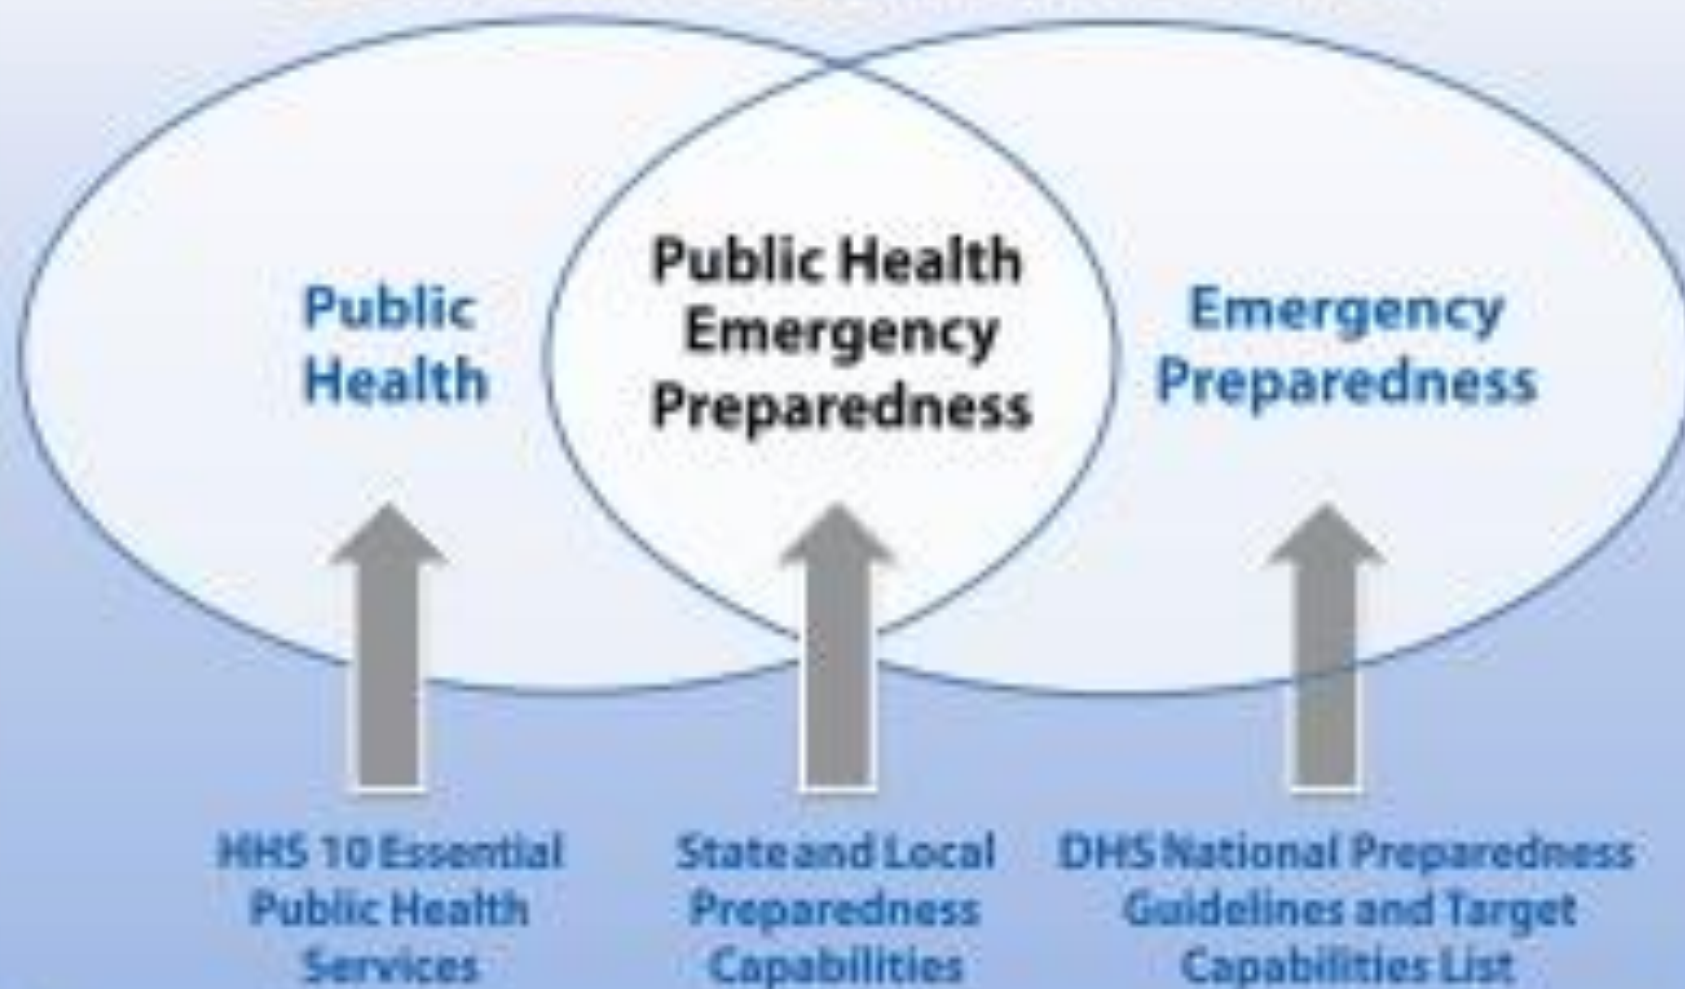 Public
Health
Public Health
Emergency
Preparedness
Emergency
Preparedness
HHS 10 Essential
Public Health
Services
State and Local
Preparedness
Capabilities
DHS National Preparedness
Guidelines and Target
Capabilities List